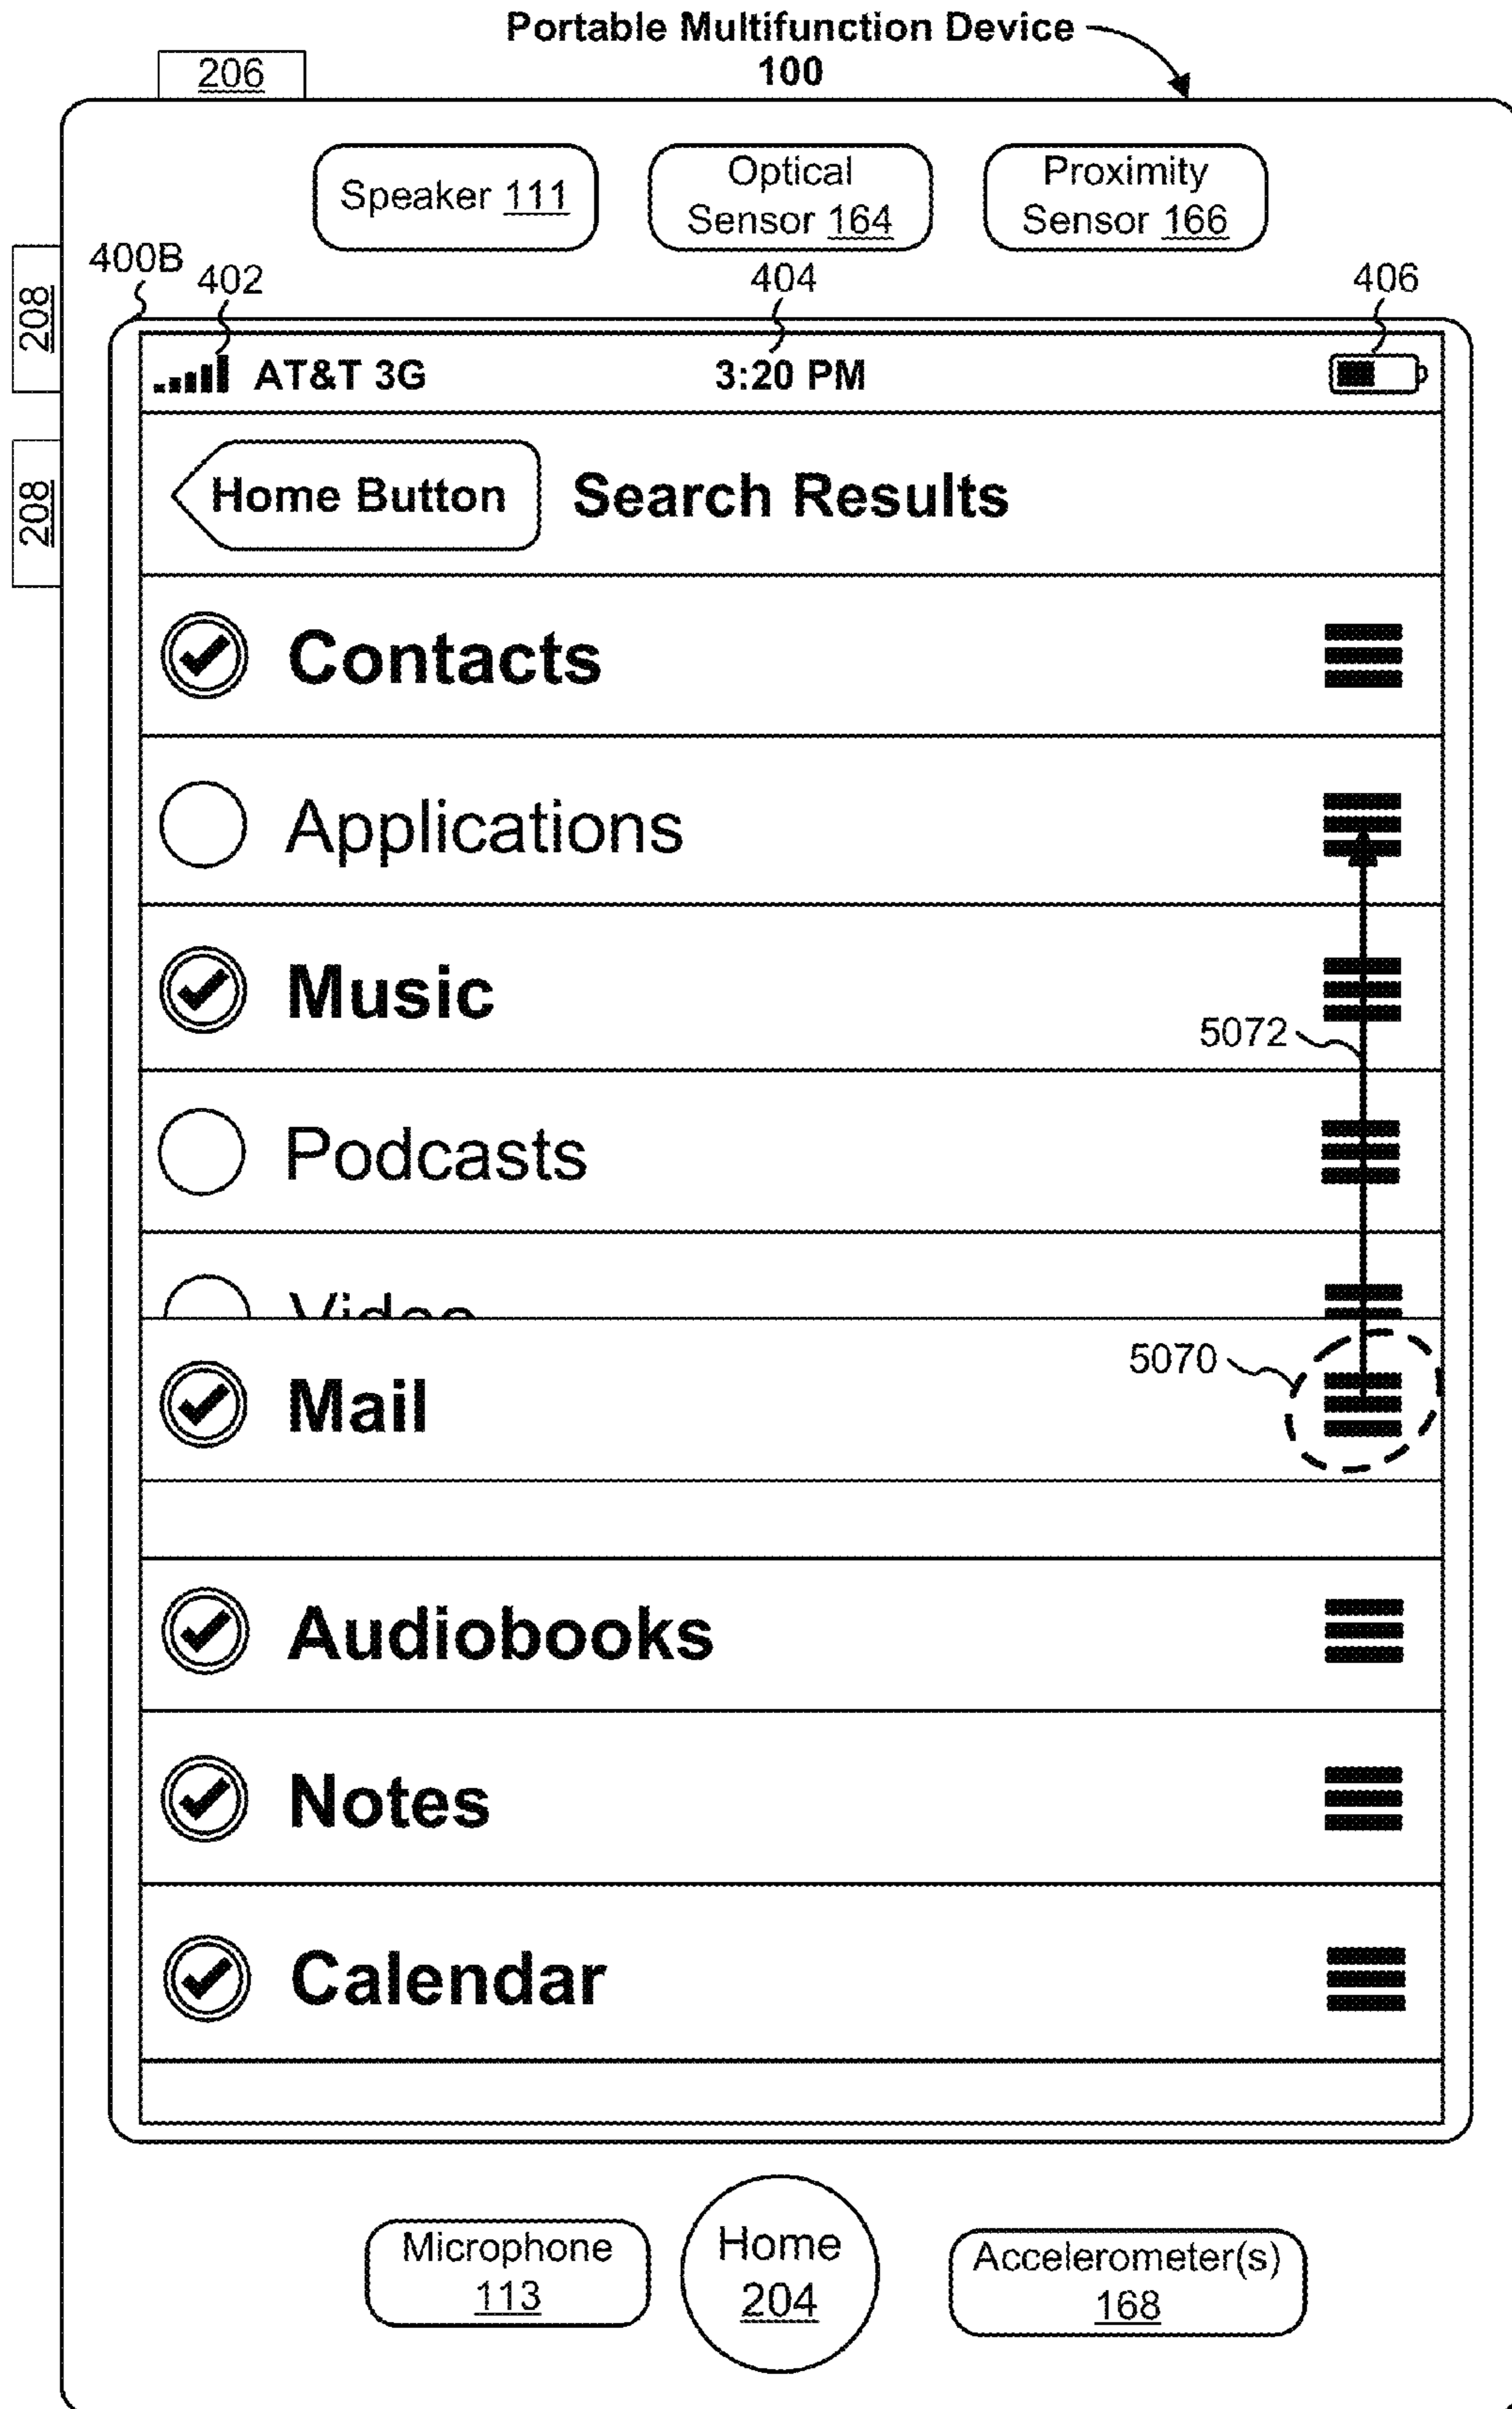 Portable Multifunction Device
100
206
Speaker 111
Optical
Sensor 164
Proximity
Sensor 166
208
208
400B
402
404
406
AT&T 3G
3:20 PM
Home Button
Search Results
Contacts
Applications
Music
5072
Podcasts
Video
5070
Mail
Audiobooks
Notes
Calendar
Microphone
113
Home
204
Accelerometer(s)
168